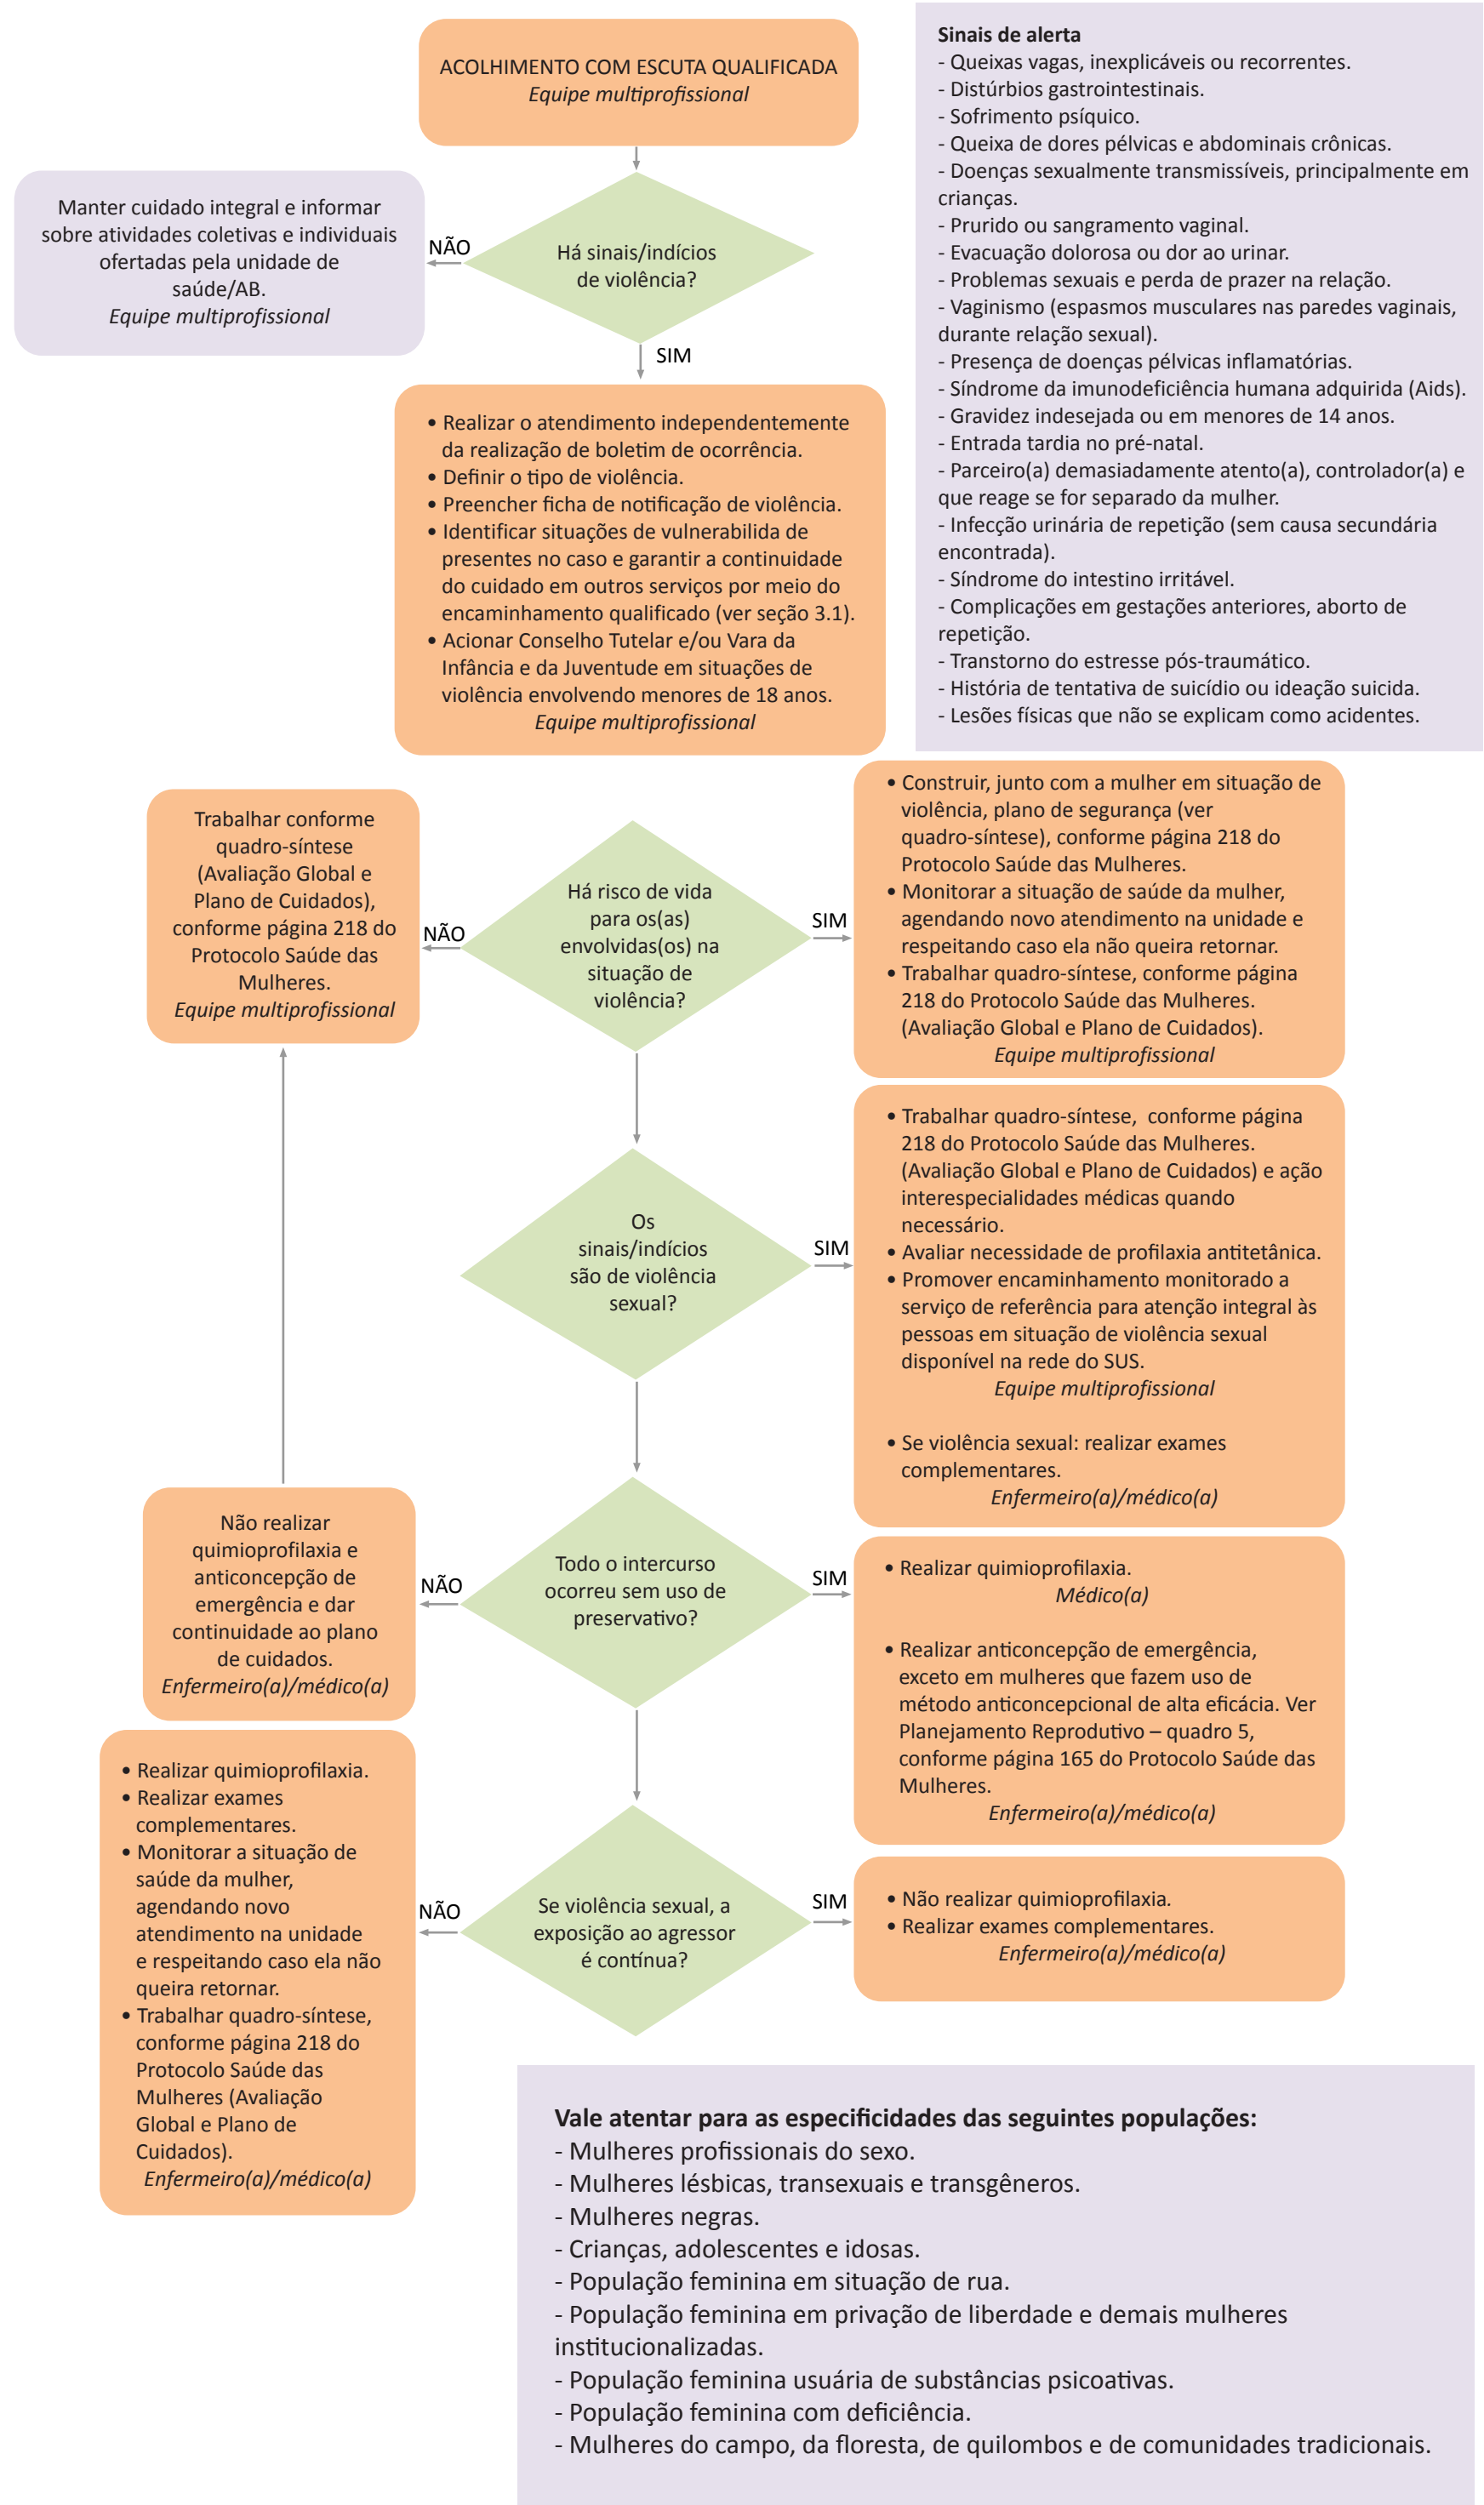 ACOLHIMENTO COM ESCUTA QUALIFICADA
Equipe multiprofissional
Sinais de alerta
- Queixas vagas, inexplicáveis ou recorrentes.
- Distúrbios gastrointestinais.
- Sofrimento psíquico.
- Queixa de dores pélvicas e abdominais crônicas.
- Doenças sexualmente transmissíveis, principalmente em
crianças.
- Prurido ou sangramento vaginal.
- Evacuação dolorosa ou dor ao urinar.
- Problemas sexuais e perda de prazer na relação.
- Vaginismo (espasmos musculares nas paredes vaginais,
durante relação sexual).
- Presença de doenças pélvicas inflamatórias.
- Síndrome da imunodeficiência humana adquirida (Aids).
- Gravidez indesejada ou em menores de 14 anos.
- Entrada tardia no pré-natal.
- Parceiro(a) demasiadamente atento(a), controlador(a) e
que reage se for separado da mulher.
- Infecção urinária de repetição (sem causa secundária
encontrada).
- Síndrome do intestino irritável.
- Complicações em gestações anteriores, aborto de
repetição.
- Transtorno do estresse pós-traumático.
- História de tentativa de suicídio ou ideação suicida.
- Lesões físicas que não se explicam como acidentes.
Há sinais/indícios
de violência?
NÃO
Manter cuidado integral e informar
sobre atividades coletivas e individuais
ofertadas pela unidade de
saúde/AB.
Equipe multiprofissional
SIM
• Realizar o atendimento independentemente
da realização de boletim de ocorrência.
• Definir o tipo de violência.
• Preencher ficha de notificação de violência.
• Identificar situações de vulnerabilida de
presentes no caso e garantir a continuidade
do cuidado em outros serviços por meio do
encaminhamento qualificado (ver seção 3.1).
• Acionar Conselho Tutelar e/ou Vara da
Infância e da Juventude em situações de
violência envolvendo menores de 18 anos.
Equipe multiprofissional
Há risco de vida
para os(as)
envolvidas(os) na
situação de
violência?
NÃO
Trabalhar conforme
quadro-síntese
(Avaliação Global e
Plano de Cuidados),
conforme página 218 do
Protocolo Saúde das
Mulheres.
Equipe multiprofissional
SIM
• Construir, junto com a mulher em situação de
violência, plano de segurança (ver
quadro-síntese), conforme página 218 do
Protocolo Saúde das Mulheres.
• Monitorar a situação de saúde da mulher,
agendando novo atendimento na unidade e
respeitando caso ela não queira retornar.
• Trabalhar quadro-síntese, conforme página
218 do Protocolo Saúde das Mulheres.
(Avaliação Global e Plano de Cuidados).
Equipe multiprofissional
Os
sinais/indícios
são de violência
sexual?
SIM
• Trabalhar quadro-síntese, conforme página
218 do Protocolo Saúde das Mulheres.
(Avaliação Global e Plano de Cuidados) e ação
interespecialidades médicas quando
necessário.
• Avaliar necessidade de profilaxia antitetânica.
• Promover encaminhamento monitorado a
serviço de referência para atenção integral às
pessoas em situação de violência sexual
disponível na rede do SUS.
Equipe multiprofissional
• Se violência sexual: realizar exames
complementares.
Enfermeiro(a)/médico(a)
Todo o intercurso
ocorreu sem uso de
preservativo?
NÃO
Não realizar
quimioprofilaxia e
anticoncepção de
emergência e dar
continuidade ao plano
de cuidados.
Enfermeiro(a)/médico(a)
SIM
• Realizar quimioprofilaxia.
Médico(a)
• Realizar anticoncepção de emergência,
exceto em mulheres que fazem uso de
método anticoncepcional de alta eficácia. Ver
Planejamento Reprodutivo – quadro 5,
conforme página 165 do Protocolo Saúde das
Mulheres.
Enfermeiro(a)/médico(a)
Se violência sexual, a
exposição ao agressor
é contínua?
NÃO
• Realizar quimioprofilaxia.
• Realizar exames
complementares.
• Monitorar a situação de
saúde da mulher,
agendando novo
atendimento na unidade
e respeitando caso ela não
queira retornar.
• Trabalhar quadro-síntese,
conforme página 218 do
Protocolo Saúde das
Mulheres (Avaliação
Global e Plano de
Cuidados).
Enfermeiro(a)/médico(a)
SIM
• Não realizar quimioprofilaxia.
• Realizar exames complementares.
Enfermeiro(a)/médico(a)
Vale atentar para as especificidades das seguintes populações:
- Mulheres profissionais do sexo.
- Mulheres lésbicas, transexuais e transgêneros.
- Mulheres negras.
- Crianças, adolescentes e idosas.
- População feminina em situação de rua.
- População feminina em privação de liberdade e demais mulheres
institucionalizadas.
- População feminina usuária de substâncias psicoativas.
- População feminina com deficiência.
- Mulheres do campo, da floresta, de quilombos e de comunidades tradicionais.